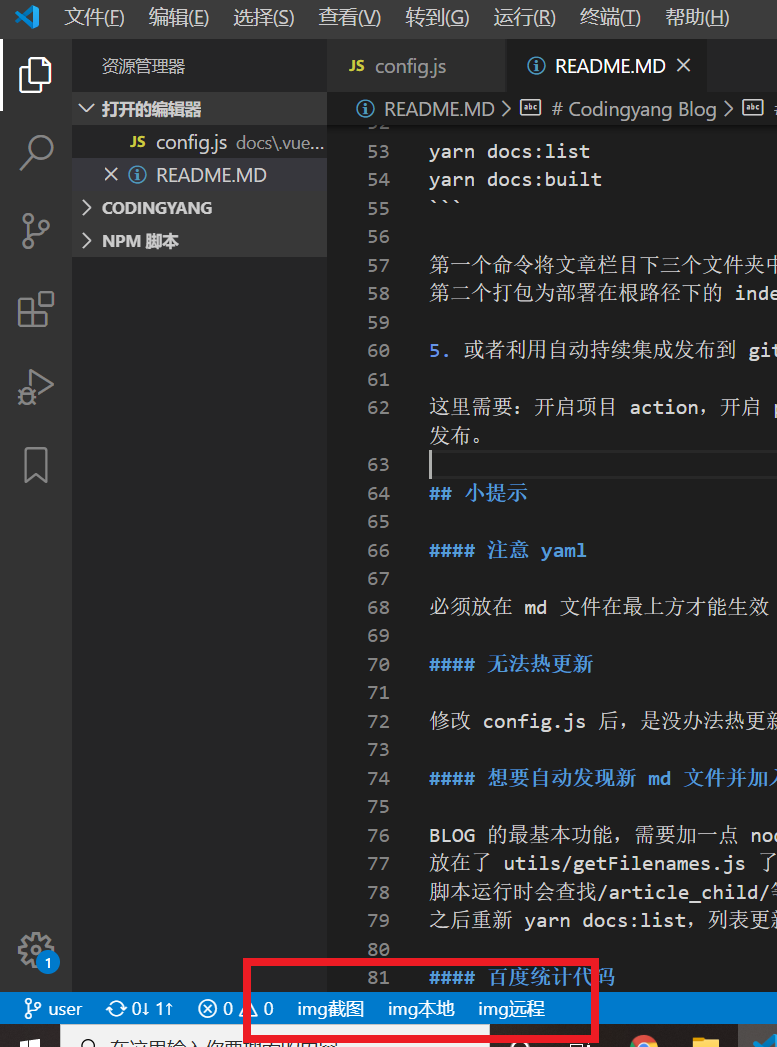 文件(F) 编辑(E) 选择(S) 查看(V) 转到(G) 运行(R) 终端(T) 帮助(H)
资源管理器
打开的编辑器
JS config.js docs\.vue...
README.MD
CODINGYANG
NPM 脚本
JS config.js README.MD
README.MD > abc # Codingyang Blog > abc
53 yarn docs:list
54 yarn docs:built
55 ```
56
57 第一个命令将文章栏目下三个文件夹中
58 第二个打包为部署在根路径下的 inde
59
60 5. 或者利用自动持续集成发布到 git
61
62 这里需要：开启项目 action，开启 p
发布。
63
64 ## 小提示
65
66 #### 注意 yaml
67
68 必须放在 md 文件在最上方才能生效
69
70 #### 无法热更新
71
72 修改 config.js 后，是没办法热更新
73
74 #### 想要自动发现新 md 文件并加入
75
76 BLOG 的最基本功能，需要加一点 nod
77 放在了 utils/getFilenames.js 了
78 脚本运行时会查找/article_child/等
79 之后重新 yarn docs:list，列表更新
80
81 #### 百度统计代码
1
user 0↓ 1↑ 0 0 img截图 img本地 img远程